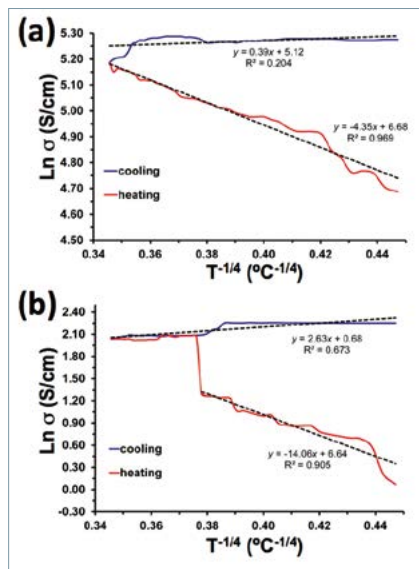 (a)
5.30
5.20
5.10
5.00
4.90
4.80
4.70
4.60
4.50
Ln σ (S/cm)
y = 0.39x + 5.12
R² = 0.204
y = -4.35x + 6.68
R² = 0.969
cooling
heating
0.34 0.36 0.38 0.40 0.42 0.44
T-1/4 (ºC-1/4)
(b)
2.70
2.40
2.10
1.80
1.50
1.20
0.90
0.60
0.30
0.00
-0.30
Ln σ (S/cm)
y = 2.63x + 0.68
R² = 0.673
y = -14.06x + 6.64
R² = 0.905
cooling
heating
0.34 0.36 0.38 0.40 0.42 0.44
T-1/4 (ºC-1/4)